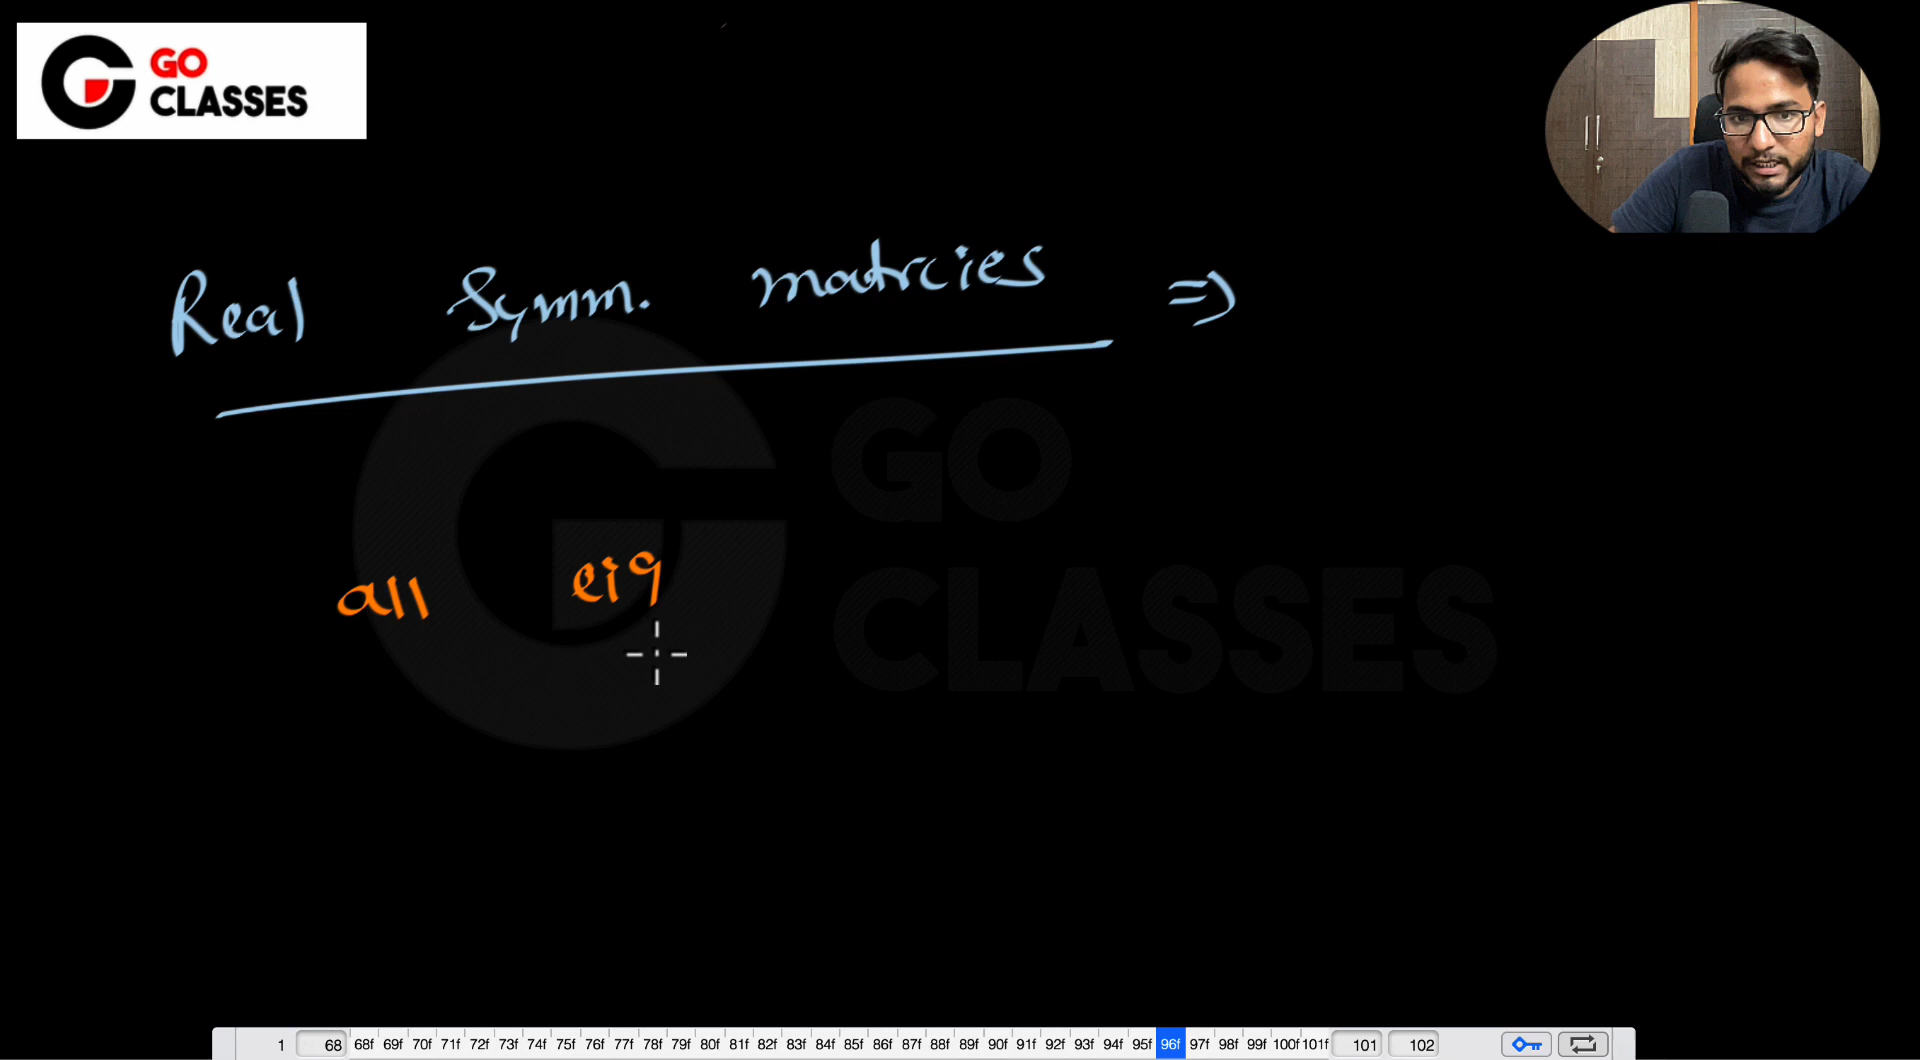 GO
CLASSES
Real Symm. matrcies =>
GO
CLASSES
all eig
1 68 68f 69f 70f 71f 72f 73f 74f 75f 76f 77f 78f 79f 80f 81f 82f 83f 84f 85f 86f 87f 88f 89f 90f 91f 92f 93f 94f 95f 96f 97f 98f 99f 100f 101f 101 102